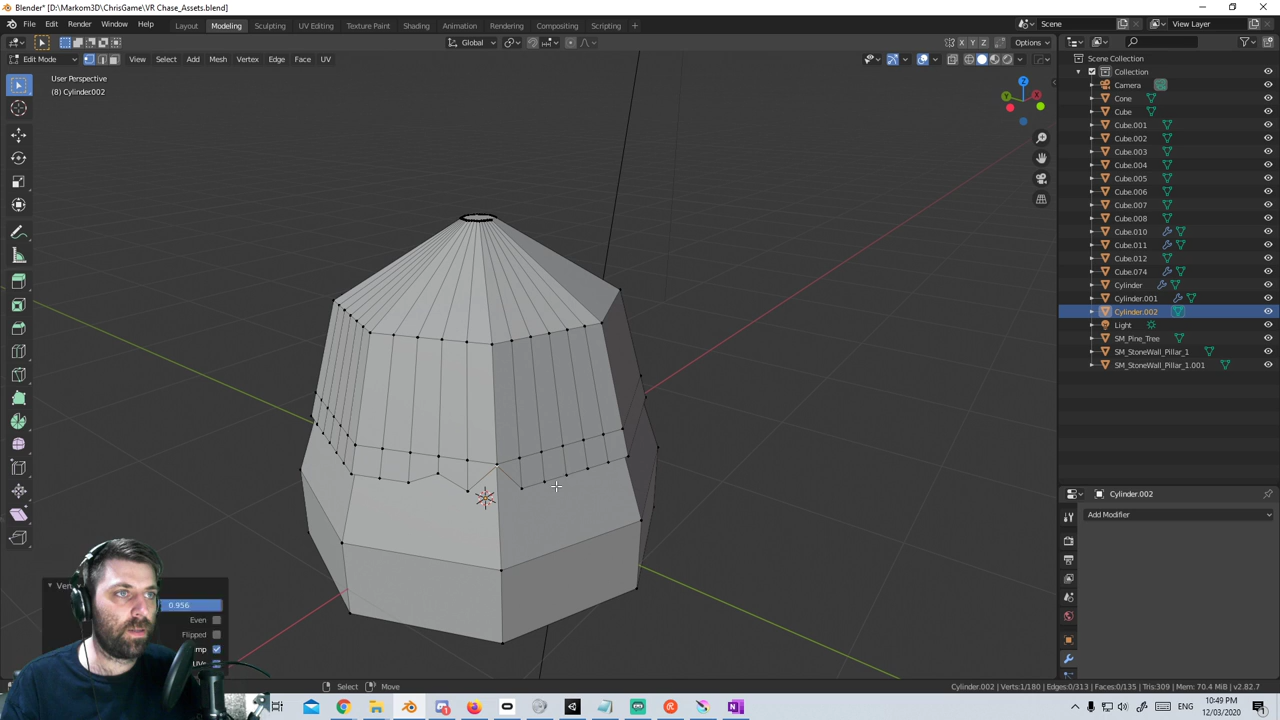 Blender* [D:\Markom3D\ChrisGame\VR Chase_Assets.blend]
File Edit Render Window Help Layout Modeling Sculpting UV Editing Texture Paint Shading Animation Rendering Compositing Scripting Scene View Layer
Global Options
Edit Mode View Select Add Mesh Vertex Edge Face UV
User Perspective
(8) Cylinder.002
X Y Z
Z
Y
X
Scene Collection
Collection
Camera
Cone
Cube
Cube.001
Cube.002
Cube.003
Cube.004
Cube.005
Cube.006
Cube.007
Cube.008
Cube.010
Cube.011
Cube.012
Cube.074
Cylinder
Cylinder.001
Cylinder.002
Light
SM_Pine_Tree
SM_StoneWall_Pillar_1
SM_StoneWall_Pillar_1.001
Cylinder.002
Add Modifier
0.956
Even
Flipped
Select Move
Cylinder.002 | Verts:1/180 | Edges:0/313 | Faces:0/135 | Tris:309 | Mem: 70.4 MiB | v2.82.7
ENG
10:49 PM
12/03/2020